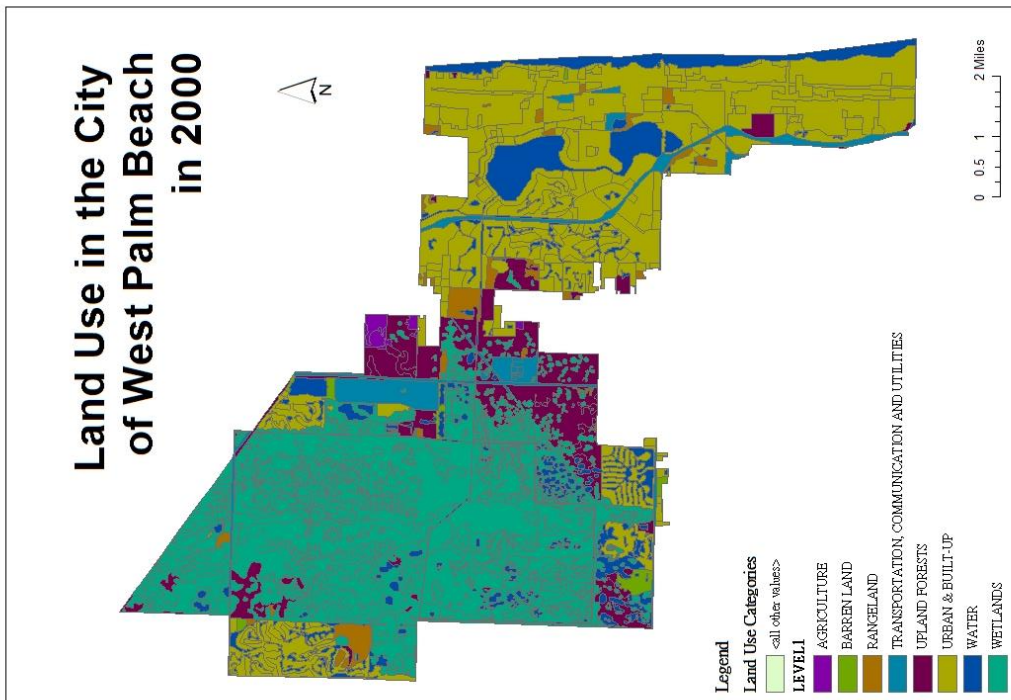 Land Use in the City
of West Palm Beach
in 2000
N
0 0.5 1 2 Miles
Legend
Land Use Categories
<all other values>
LEVEL1
AGRICULTURE
BARREN LAND
RANGELAND
TRANSPORTATION, COMMUNICATION AND UTILITIES
UPLAND FORESTS
URBAN & BUILT-UP
WATER
WETLANDS